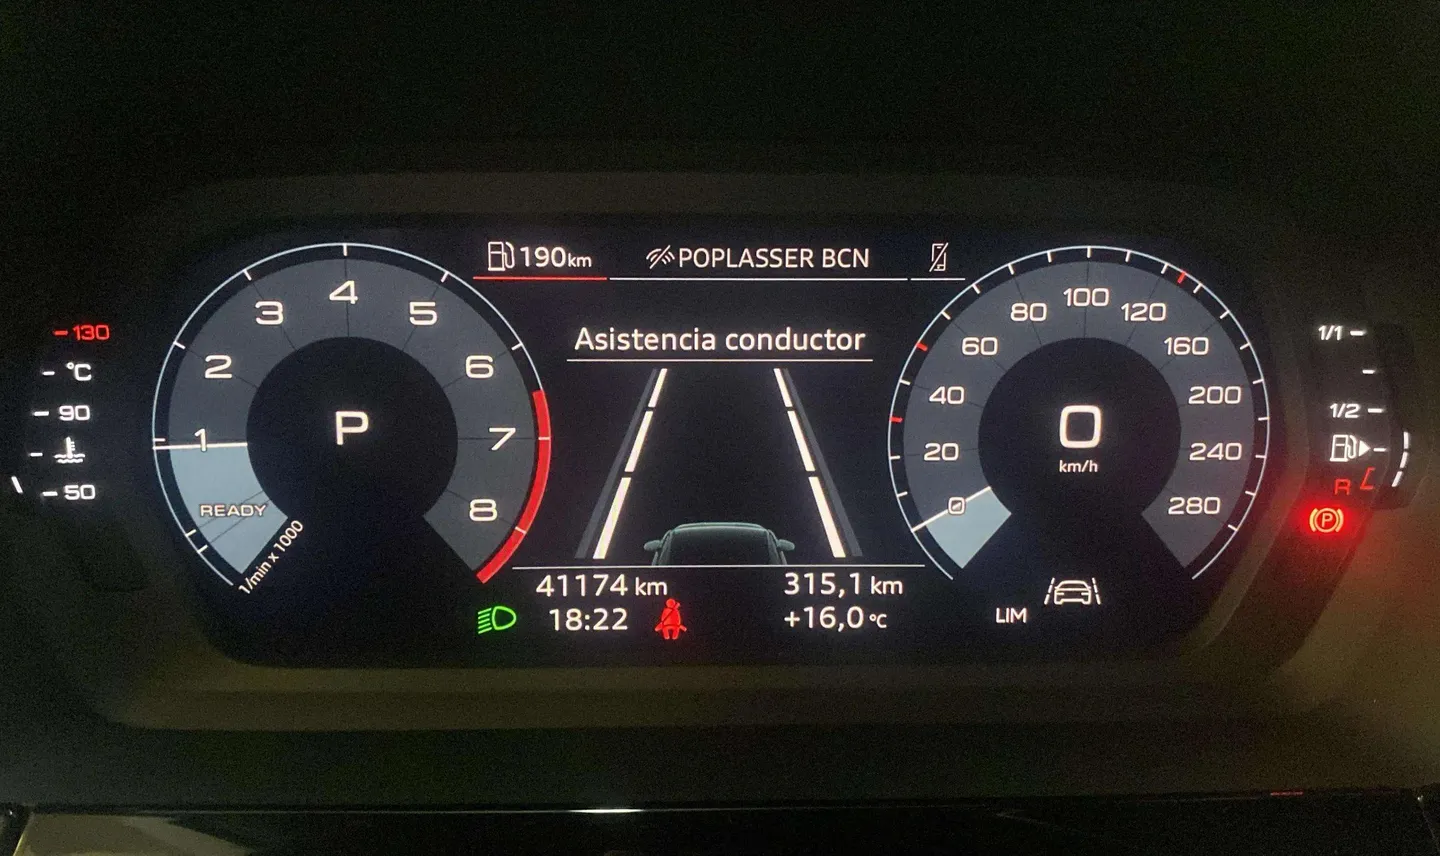 190 km
POPLASSER BCN
Asistencia conductor
130
°C
90
50
1
2
3
4
5
6
7
8
READY
1/min x 1000
P
0
20
40
60
80
100
120
160
200
240
280
0
km/h
1/1
1/2
R
(P)
41174 km
315,1 km
18:22
+16,0 °C
LIM